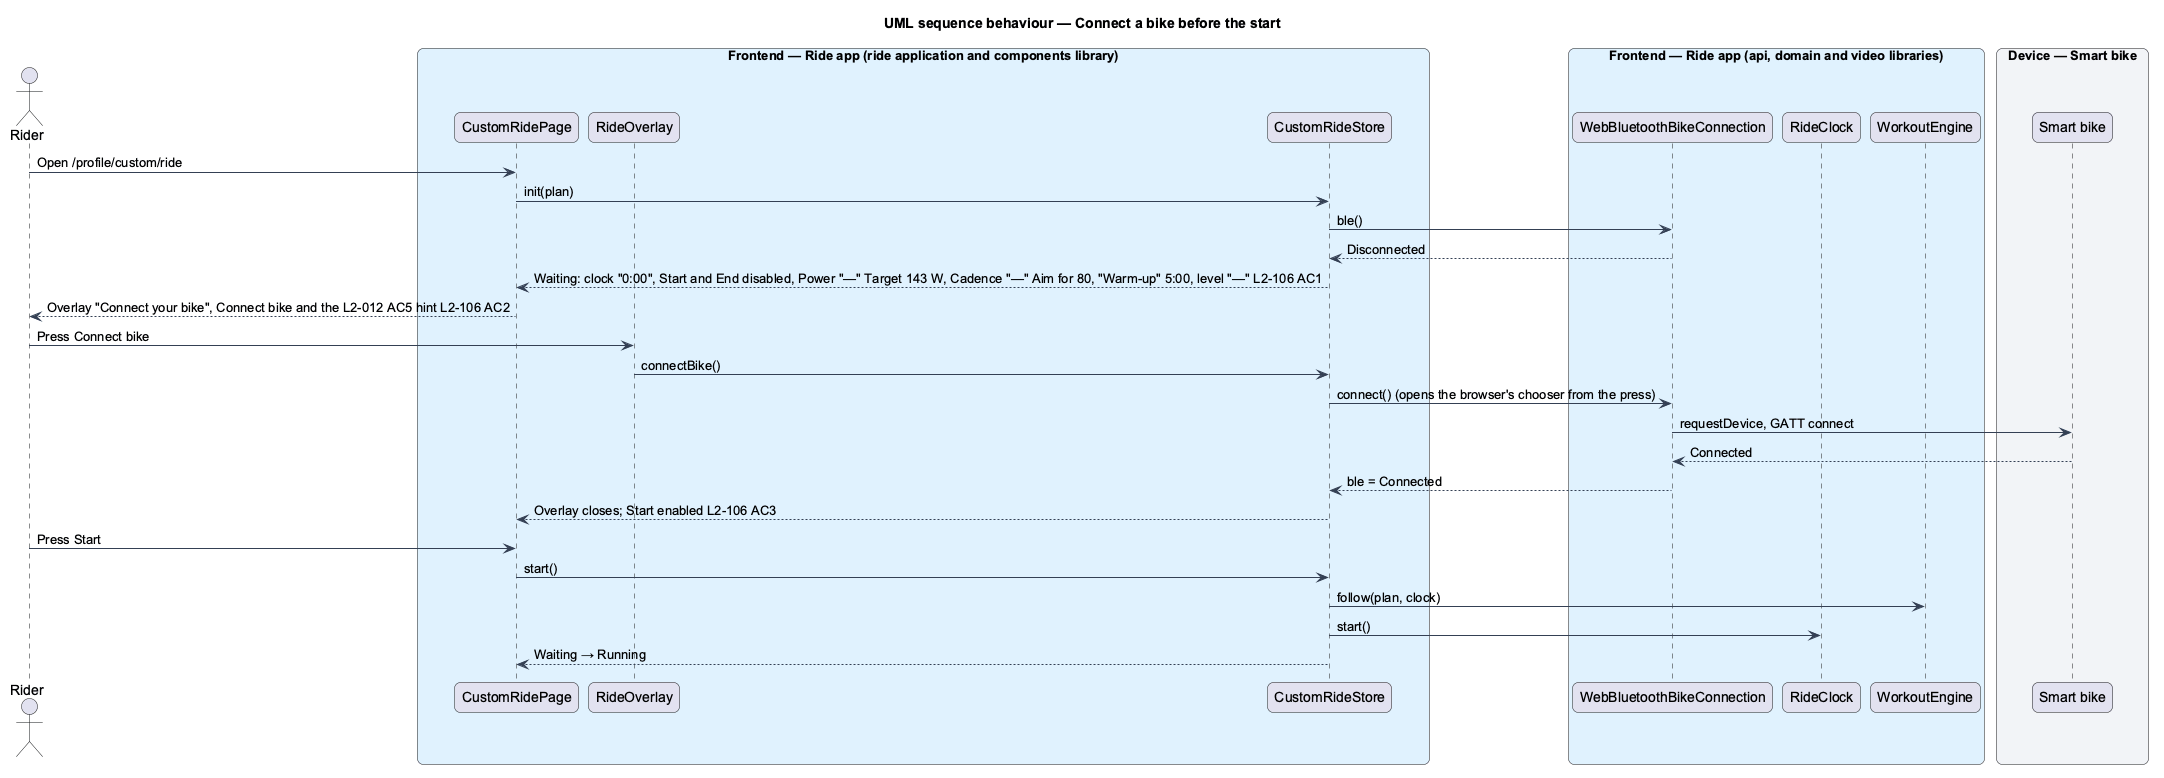 UML sequence behaviour — Connect a bike before the start
Frontend — Ride app (ride application and components library)
Frontend — Ride app (api, domain and video libraries)
Device — Smart bike
Rider
CustomRidePage
RideOverlay
CustomRideStore
WebBluetoothBikeConnection
RideClock
WorkoutEngine
Smart bike
Open /profile/custom/ride
init(plan)
ble()
Disconnected
Waiting: clock "0:00", Start and End disabled, Power "—" Target 143 W, Cadence "—" Aim for 80, "Warm-up" 5:00, level "—" L2-106 AC1
Overlay "Connect your bike", Connect bike and the L2-012 AC5 hint L2-106 AC2
Press Connect bike
connectBike()
connect() (opens the browser's chooser from the press)
requestDevice, GATT connect
Connected
ble = Connected
Overlay closes; Start enabled L2-106 AC3
Press Start
start()
follow(plan, clock)
start()
Waiting → Running
Rider
CustomRidePage
RideOverlay
CustomRideStore
WebBluetoothBikeConnection
RideClock
WorkoutEngine
Smart bike